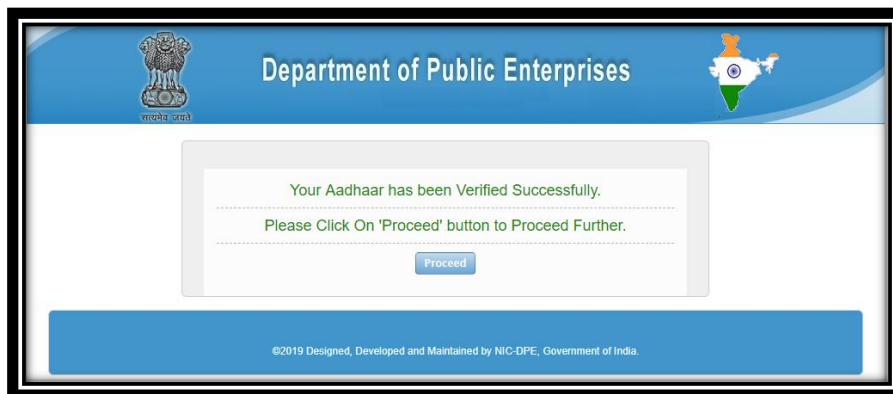 Department of Public Enterprises
सत्यमेव जयते
Your Aadhaar has been Verified Successfully.
Please Click On 'Proceed' button to Proceed Further.
Proceed
©2019 Designed, Developed and Maintained by NIC-DPE, Government of India.